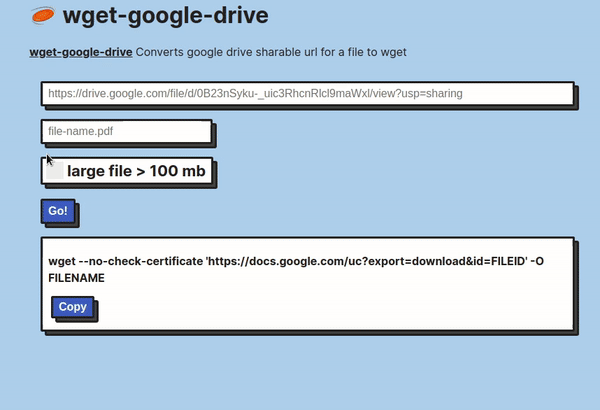 wget-google-drive
wget-google-drive Converts google drive sharable url for a file to wget
https://drive.google.com/file/d/0B23nSyku-_uic3RhcnRlcl9maWxl/view?usp=sharing
file-name.pdf
large file > 100 mb
Go!
wget --no-check-certificate 'https://docs.google.com/uc?export=download&id=FILEID' -O
FILENAME
Copy